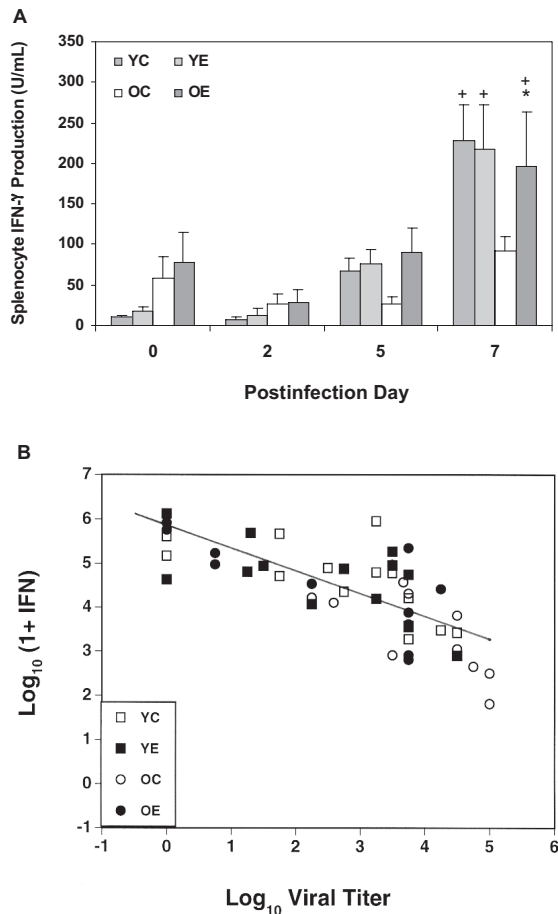 A
Splenocyte IFN-γ Production (U/mL)
350
300
250
200
150
100
50
0
YC YE
OC OE
+ + +
*
0 2 5 7
Postinfection Day
B
Log10 (1+ IFN)
7
6
5
4
3
2
1
0
-1
YC
YE
OC
OE
-1 0 1 2 3 4 5 6
Log10 Viral Titer